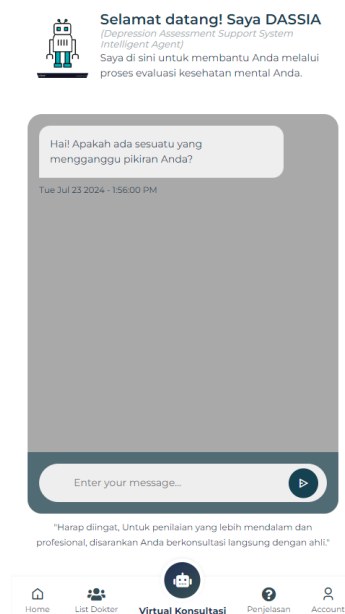 Selamat datang! Saya DASSIA
(Depression Assessment Support System
Intelligent Agent)
Saya di sini untuk membantu Anda melalui
proses evaluasi kesehatan mental Anda.
Hai! Apakah ada sesuatu yang
mengganggu pikiran Anda?
Tue Jul 23 2024 - 1:56:00 PM
Enter your message...
"Harap diingat, Untuk penilaian yang lebih mendalam dan
profesional, disarankan Anda berkonsultasi langsung dengan ahli."
Home List Dokter Virtual Konsultasi Penjelasan Account